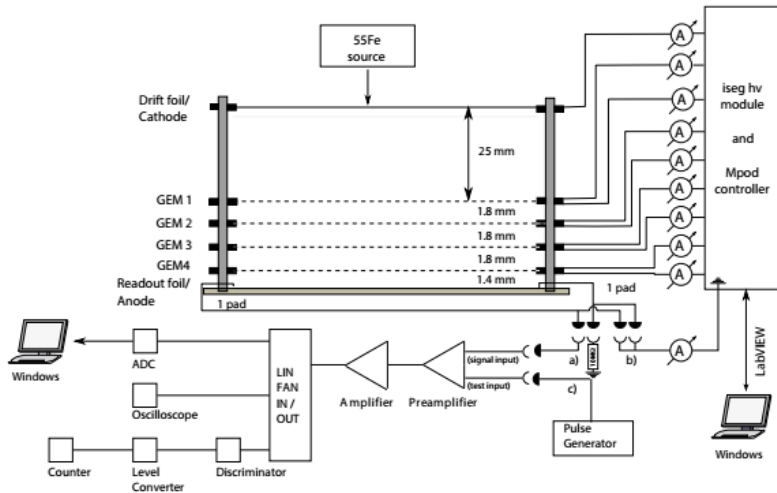 55Fe
source
Drift foil/
Cathode
25 mm
GEM 1
1.8 mm
GEM 2
1.8 mm
GEM 3
1.8 mm
GEM4
1.4 mm
Readout foil/
Anode
1 pad
1 pad
A
A
A
A
A
A
A
A
A
iseg hv
module
and
Mpod
controller
LabVIEW
Windows
A
a)
b)
c)
(signal input)
(test input)
Pulse
Generator
Preamplifier
Amplifier
LIN
FAN
IN /
OUT
ADC
Windows
Oscilloscope
Counter
Level
Converter
Discriminator